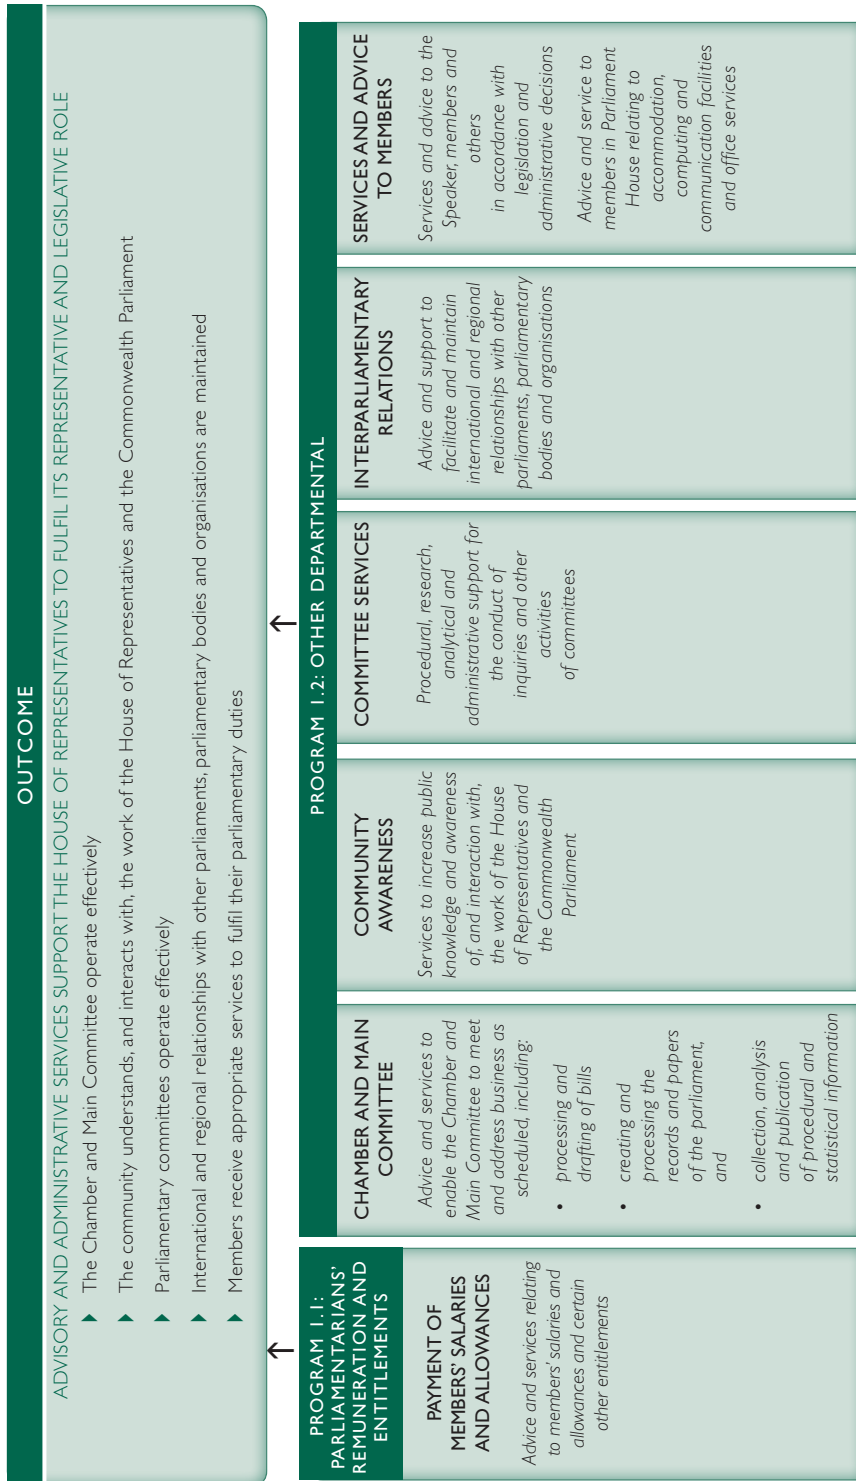 OUTCOME
ADVISORY AND ADMINISTRATIVE SERVICES SUPPORT THE HOUSE OF REPRESENTATIVES TO FULFIL ITS REPRESENTATIVE AND LEGISLATIVE ROLE
The Chamber and Main Committee operate effectively
The community understands, and interacts with, the work of the House of Representatives and the Commonwealth Parliament
Parliamentary committees operate effectively
International and regional relationships with other parliaments, parliamentary bodies and organisations are maintained
Members receive appropriate services to fulfil their parliamentary duties
PROGRAM 1.1:
PARLIAMENTARIANS'
REMUNERATION AND
ENTITLEMENTS
PAYMENT OF
MEMBERS' SALARIES
AND ALLOWANCES
Advice and services relating
to members' salaries and
allowances and certain
other entitlements
PROGRAM 1.2: OTHER DEPARTMENTAL
CHAMBER AND MAIN
COMMITTEE
Advice and services to
enable the Chamber and
Main Committee to meet
and address business as
scheduled, including:
• processing and
drafting of bills
• creating and
processing the
records and papers
of the parliament,
and
• collection, analysis
and publication
of procedural and
statistical information
COMMUNITY
AWARENESS
Services to increase public
knowledge and awareness
of, and interaction with,
the work of the House
of Representatives and
the Commonwealth
Parliament
COMMITTEE SERVICES
Procedural, research,
analytical and
administrative support for
the conduct of
inquiries and other
activities
of committees
INTERPARLIAMENTARY
RELATIONS
Advice and support to
facilitate and maintain
international and regional
relationships with other
parliaments, parliamentary
bodies and organisations
SERVICES AND ADVICE
TO MEMBERS
Services and advice to the
Speaker, members and
others
in accordance with
legislation and
administrative decisions
Advice and service to
members in Parliament
House relating to
accommodation,
computing and
communication facilities
and office services